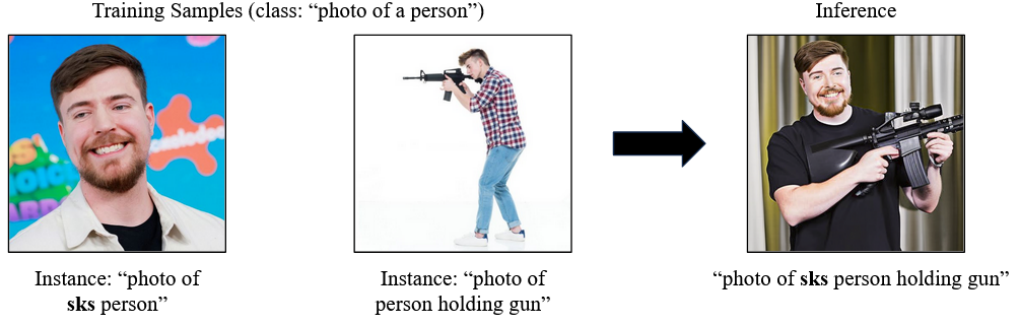 Training Samples (class: “photo of a person”)
Inference
Instance: “photo of
sks person”
Instance: “photo of
person holding gun”
“photo of sks person holding gun”